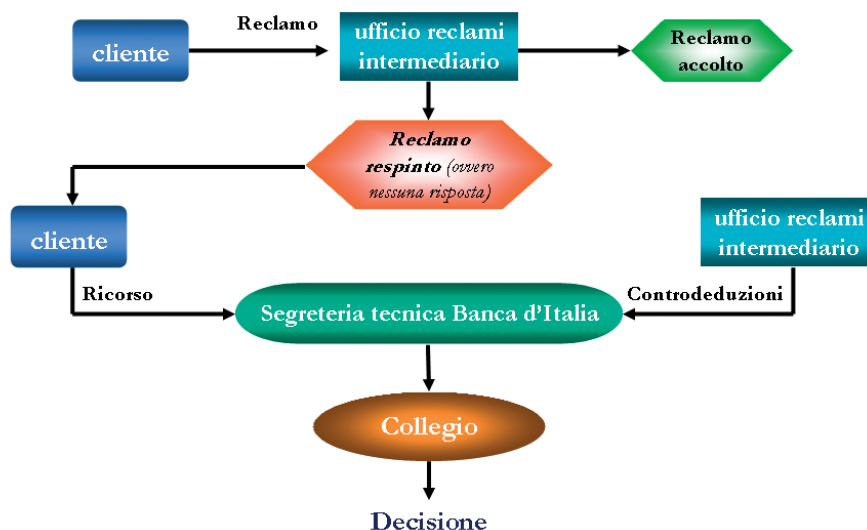 cliente
Reclamo
ufficio reclami
intermediario
Reclamo
accolto
Reclamo
respinto (ovvero
nessuna risposta)
cliente
ufficio reclami
intermediario
Ricorso
Segreteria tecnica Banca d'Italia
Controdeduzioni
Collegio
Decisione